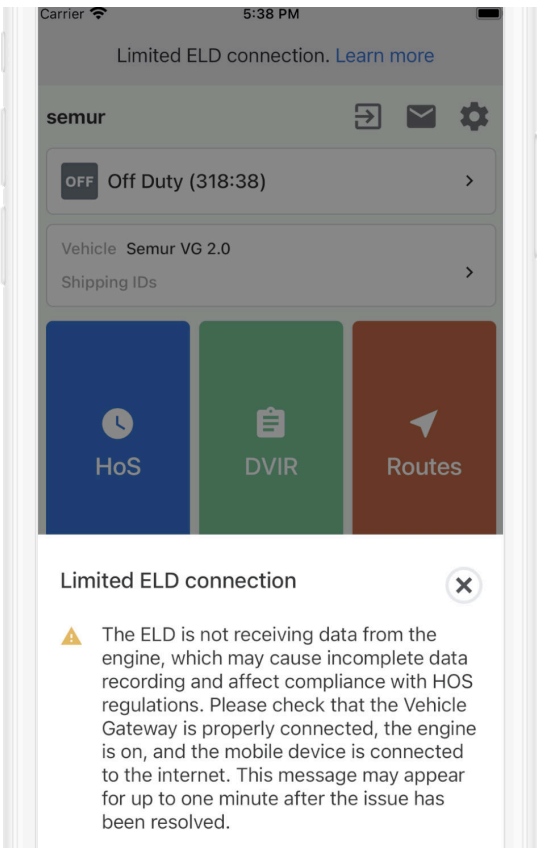 Carrier 5:38 PM
Limited ELD connection. Learn more
semur
OFF Off Duty (318:38)
Vehicle Semur VG 2.0
Shipping IDs
HoS DVIR Routes
Limited ELD connection
The ELD is not receiving data from the
engine, which may cause incomplete data
recording and affect compliance with HOS
regulations. Please check that the Vehicle
Gateway is properly connected, the engine
is on, and the mobile device is connected
to the internet. This message may appear
for up to one minute after the issue has
been resolved.